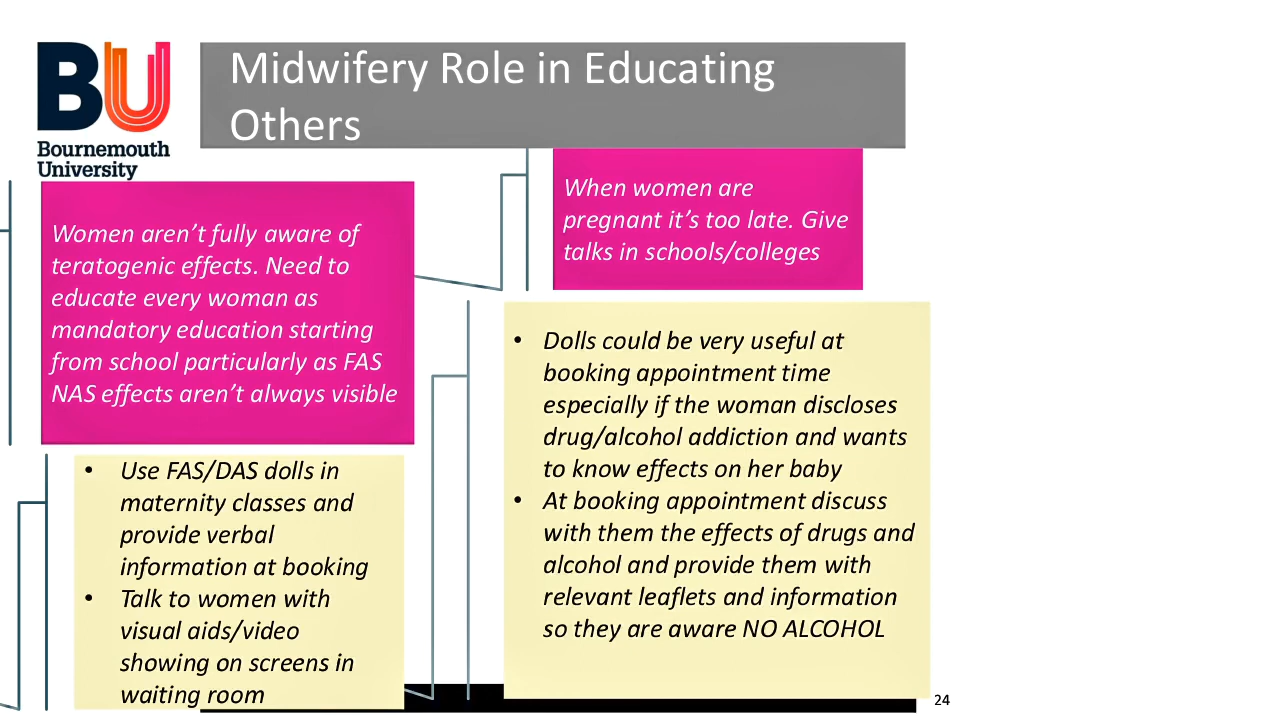 BU
Bournemouth
University
Midwifery Role in Educating
Others
Women aren’t fully aware of
teratogenic effects. Need to
educate every woman as
mandatory education starting
from school particularly as FAS
NAS effects aren’t always visible
When women are
pregnant it’s too late. Give
talks in schools/colleges
• Use FAS/DAS dolls in
maternity classes and
provide verbal
information at booking
• Talk to women with
visual aids/video
showing on screens in
waiting room
• Dolls could be very useful at
booking appointment time
especially if the woman discloses
drug/alcohol addiction and wants
to know effects on her baby
• At booking appointment discuss
with them the effects of drugs and
alcohol and provide them with
relevant leaflets and information
so they are aware NO ALCOHOL
24